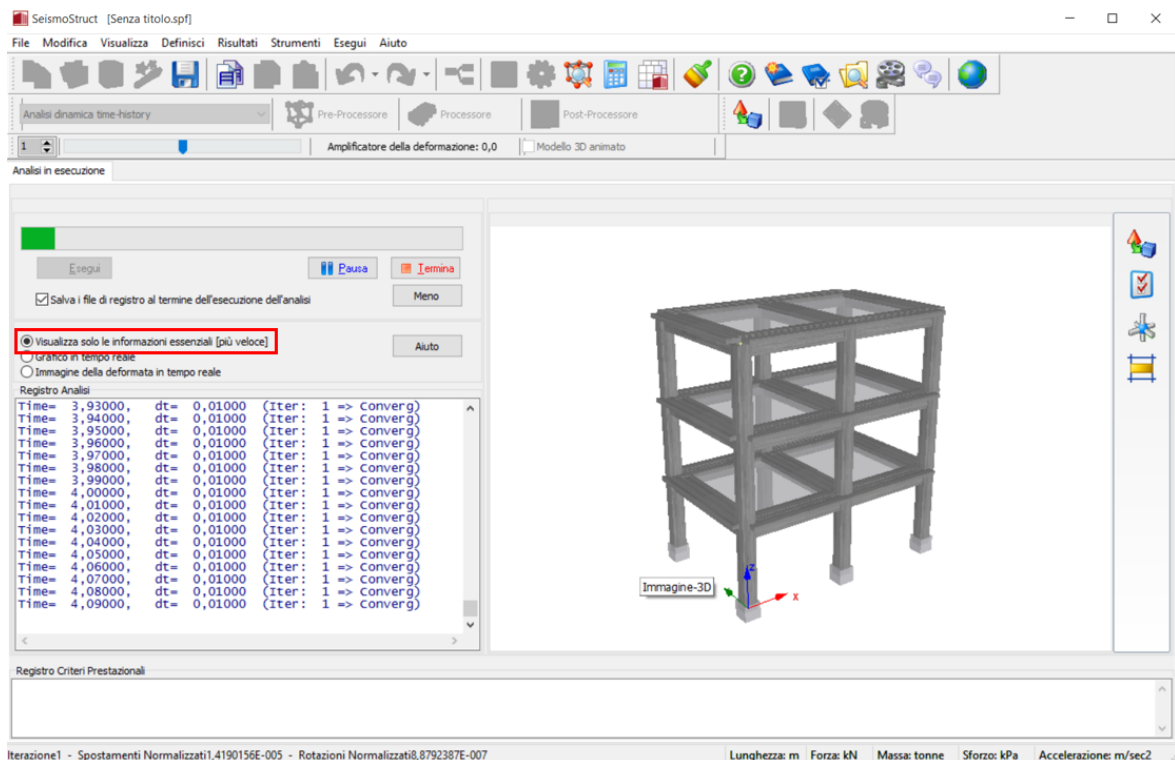 SeismoStruct [Senza titolo.spf]
File Modifica Visualizza Definisci Risultati Strumenti Esegui Aiuto
Analisi dinamica time-history
Pre-Processore
Processore
Post-Processore
1
Amplificatore della deformazione: 0,0
Modello 3D animato
Analisi in esecuzione
Esegui
Pausa
Termina
Salva i file di registro al termine dell'esecuzione dell'analisi
Meno
Visualizza solo le informazioni essenziali [più veloce]
Grafico in tempo reale
Aiuto
Immagine della deformata in tempo reale
Registro Analisi
Time= 3,93000, dt= 0,01000 (Iter: 1 => Converg)
Time= 3,94000, dt= 0,01000 (Iter: 1 => Converg)
Time= 3,95000, dt= 0,01000 (Iter: 1 => Converg)
Time= 3,96000, dt= 0,01000 (Iter: 1 => Converg)
Time= 3,97000, dt= 0,01000 (Iter: 1 => Converg)
Time= 3,98000, dt= 0,01000 (Iter: 1 => Converg)
Time= 3,99000, dt= 0,01000 (Iter: 1 => Converg)
Time= 4,00000, dt= 0,01000 (Iter: 1 => Converg)
Time= 4,01000, dt= 0,01000 (Iter: 1 => Converg)
Time= 4,02000, dt= 0,01000 (Iter: 1 => Converg)
Time= 4,03000, dt= 0,01000 (Iter: 1 => Converg)
Time= 4,04000, dt= 0,01000 (Iter: 1 => Converg)
Time= 4,05000, dt= 0,01000 (Iter: 1 => Converg)
Time= 4,06000, dt= 0,01000 (Iter: 1 => Converg)
Time= 4,07000, dt= 0,01000 (Iter: 1 => Converg)
Time= 4,08000, dt= 0,01000 (Iter: 1 => Converg)
Time= 4,09000, dt= 0,01000 (Iter: 1 => Converg)
Immagine-3D
z
x
Registro Criteri Prestazionali
Iterazione1 - Spostamenti Normalizzati1,4190156E-005 - Rotazioni Normalizzati8,8792387E-007
Lunghezza: m Forza: kN Massa: tonne Sforzo: kPa Accelerazione: m/sec2